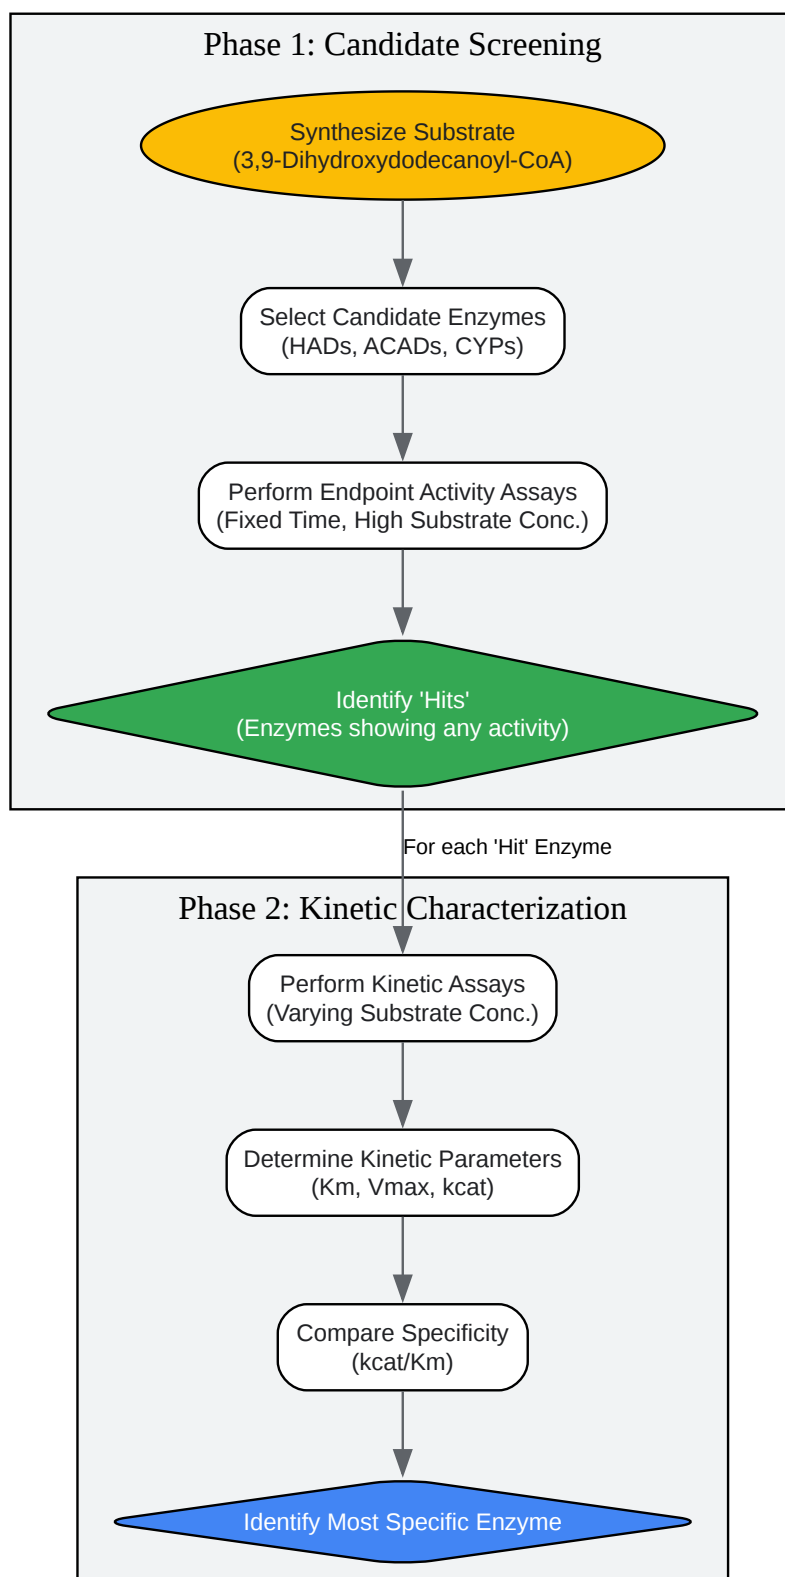 Phase 1: Candidate Screening
Synthesize Substrate
(3,9-Dihydroxydodecanoyl-CoA)
Select Candidate Enzymes
(HADs, ACADs, CYPs)
Perform Endpoint Activity Assays
(Fixed Time, High Substrate Conc.)
Identify 'Hits'
(Enzymes showing any activity)
For each 'Hit' Enzyme
Phase 2: Kinetic Characterization
Perform Kinetic Assays
(Varying Substrate Conc.)
Determine Kinetic Parameters
(Km, Vmax, kcat)
Compare Specificity
(kcat/Km)
Identify Most Specific Enzyme